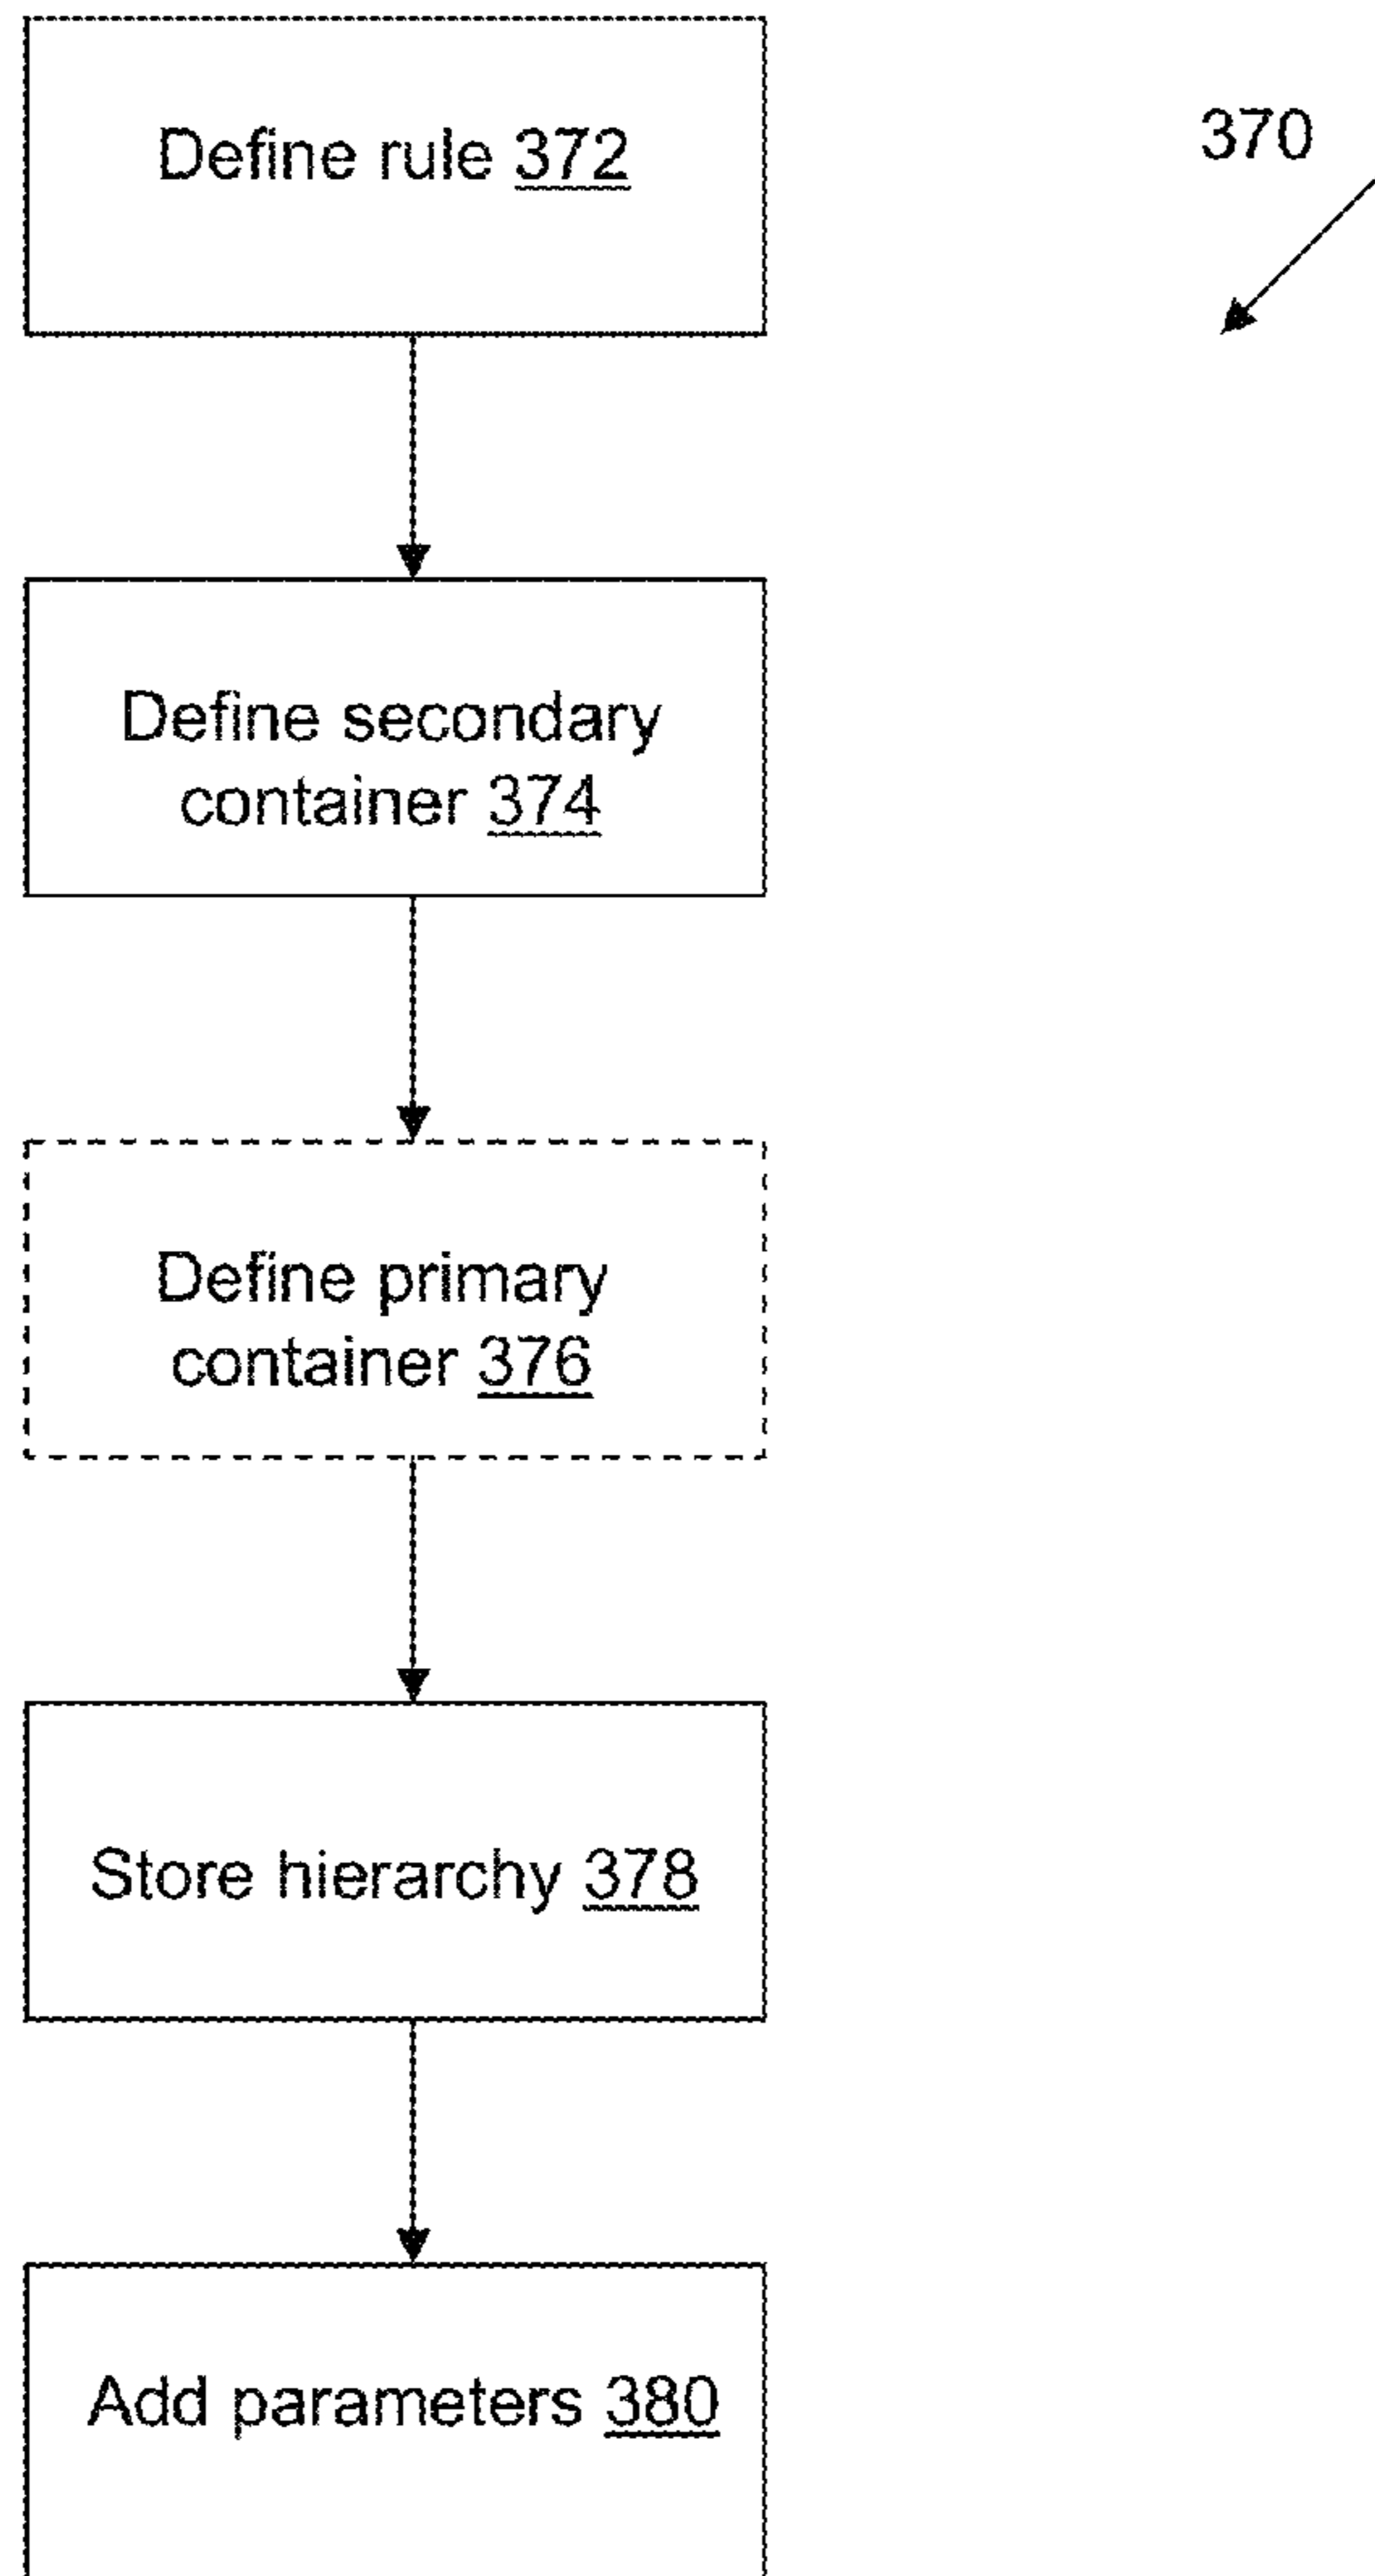 Define rule 372
370
Define secondary
container 374
Define primary
container 376
Store hierarchy 378
Add parameters 380